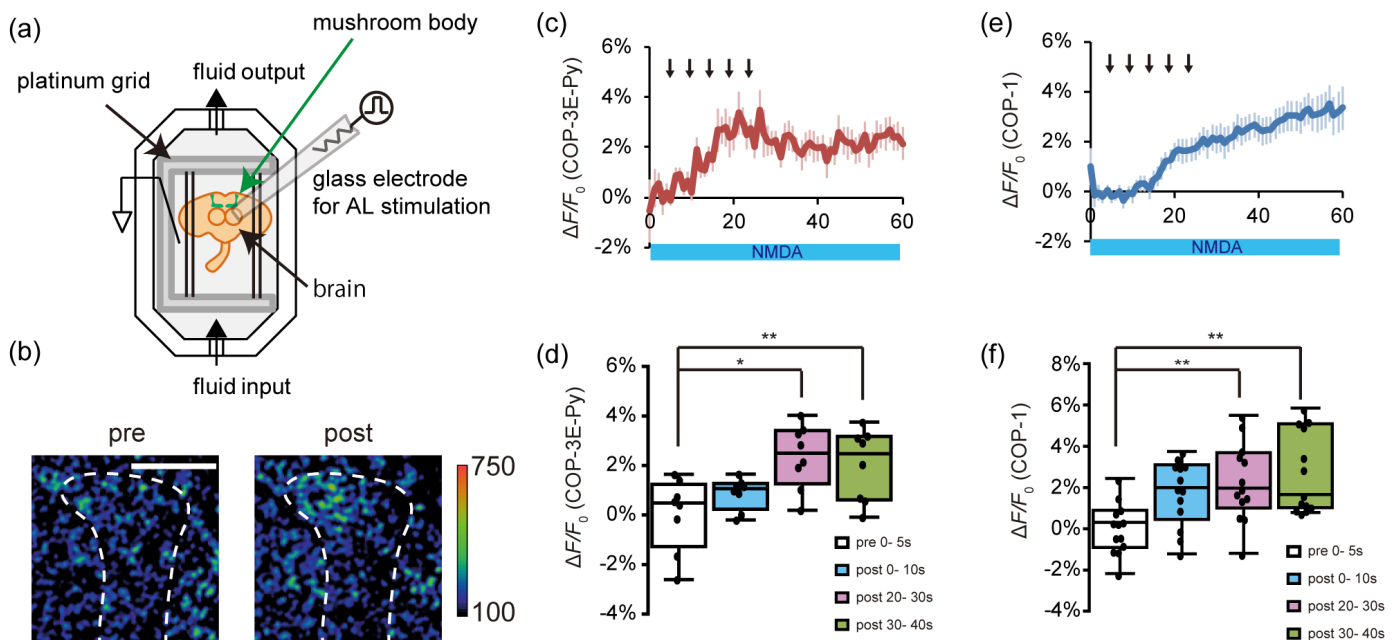 (a)
mushroom body
platinum grid
fluid output
glass electrode
for AL stimulation
brain
fluid input
(b)
pre
post
750
100
(c)
ΔF/F₀ (COP-3E-Py)
6%
4%
2%
0%
-2%
0
20
40
60
NMDA
(d)
ΔF/F₀ (COP-3E-Py)
6%
4%
2%
0%
-2%
-4%
*
**
pre 0- 5s
post 0- 10s
post 20- 30s
post 30- 40s
(e)
ΔF/F₀ (COP-1)
6%
4%
2%
0%
-2%
0
20
40
60
NMDA
(f)
ΔF/F₀ (COP-1)
8%
6%
4%
2%
0%
-2%
-4%
**
**
pre 0- 5s
post 0- 10s
post 20- 30s
post 30- 40s